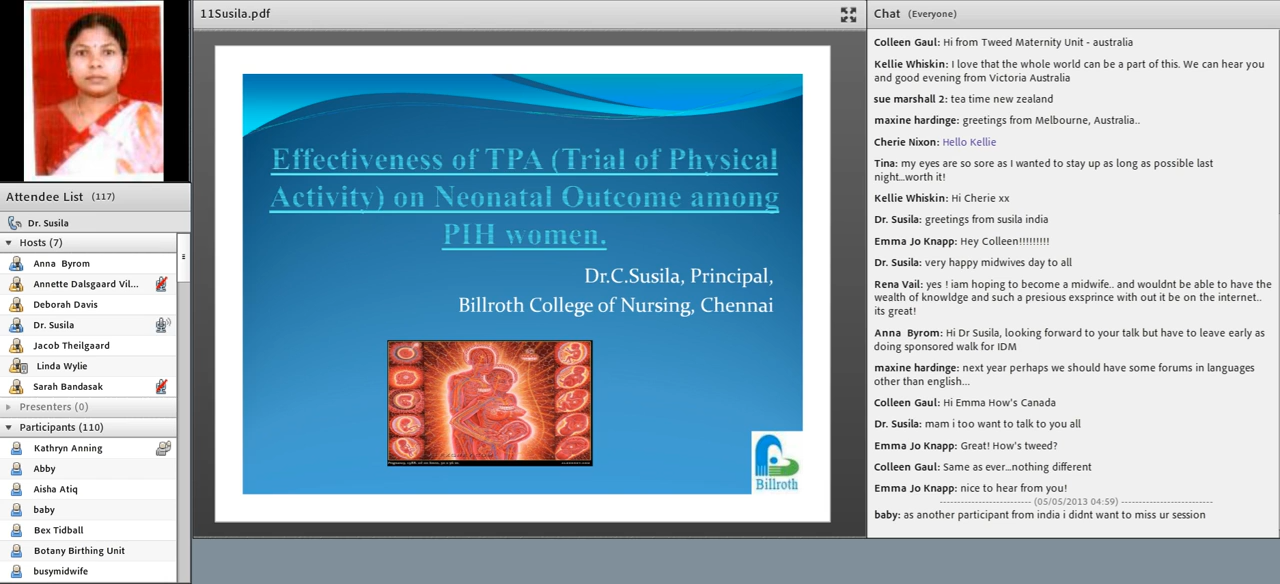 Attendee List (117)
Dr. Susila
Hosts (7)
Anna Byrom
Annette Dalsgaard Vil...
Deborah Davis
Dr. Susila
Jacob Theilgaard
Linda Wylie
Sarah Bandasak
Presenters (0)
Participants (110)
Kathryn Anning
Abby
Aisha Atiq
baby
Bex Tidball
Botany Birthing Unit
busymidwife
11Susila.pdf
Effectiveness of TPA (Trial of Physical
Activity) on Neonatal Outcome among
PIH women.
Dr.C.Susila, Principal,
Billroth College of Nursing, Chennai
Billroth
Chat (Everyone)
Colleen Gaul: Hi from Tweed Maternity Unit - australia
Kellie Whiskin: I love that the whole world can be a part of this. We can hear you
and good evening from Victoria Australia
sue marshall 2: tea time new zealand
maxine hardinge: greetings from Melbourne, Australia..
Cherie Nixon: Hello Kellie
Tina: my eyes are so sore as I wanted to stay up as long as possible last
night...worth it!
Kellie Whiskin: Hi Cherie xx
Dr. Susila: greetings from susila india
Emma Jo Knapp: Hey Colleen!!!!!!!!!
Dr. Susila: very happy midwives day to all
Rena Vail: yes ! iam hoping to become a midwife.. and wouldnt be able to have the
wealth of knowldge and such a presious exsprince with out it be on the internet..
its great!
Anna Byrom: Hi Dr Susila, looking forward to your talk but have to leave early as
doing sponsored walk for IDM
maxine hardinge: next year perhaps we should have some forums in languages
other than english...
Colleen Gaul: Hi Emma How's Canada
Dr. Susila: mam i too want to talk to you all
Emma Jo Knapp: Great! How's tweed?
Colleen Gaul: Same as ever...nothing different
Emma Jo Knapp: nice to hear from you!
(05/05/2013 04:59)
baby: as another participant from india i didnt want to miss ur session